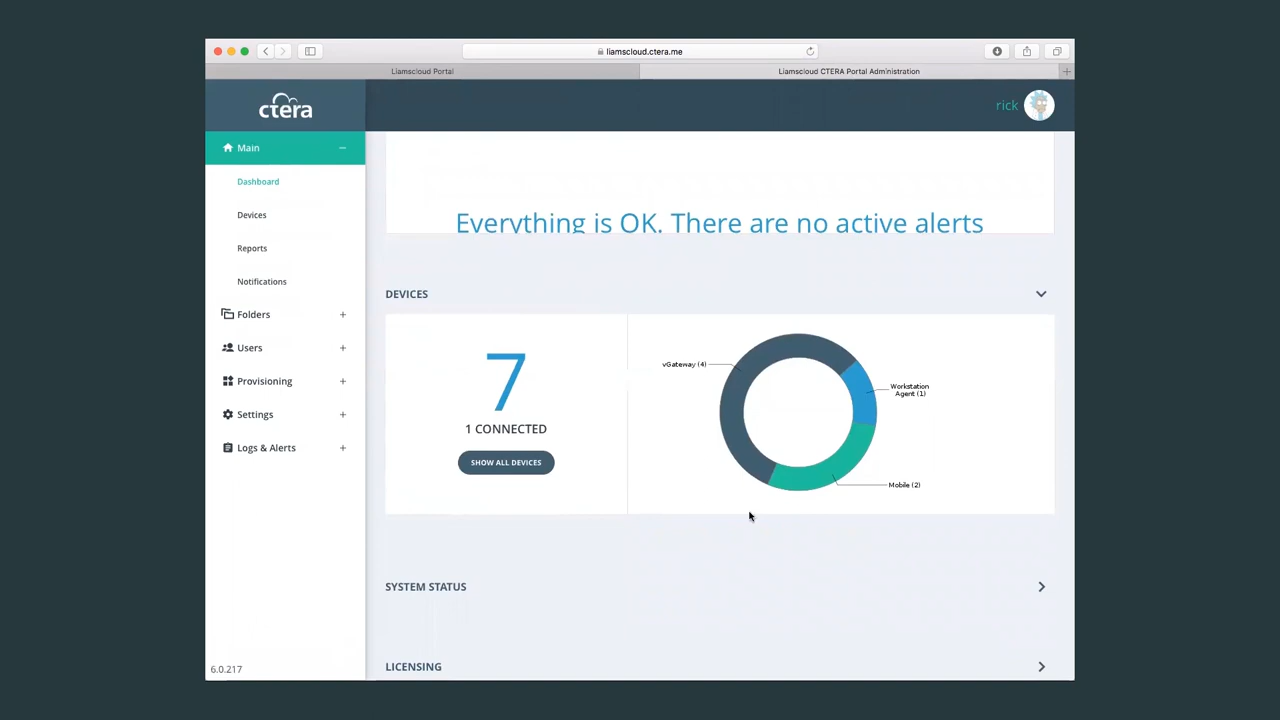 liamscloud.ctera.me
Liamscloud Portal
Liamscloud CTERA Portal Administration
ctera
rick
Main
Dashboard
Devices
Reports
Notifications
Folders
Users
Provisioning
Settings
Logs & Alerts
6.0.217
Everything is OK. There are no active alerts
DEVICES
7
1 CONNECTED
SHOW ALL DEVICES
vGateway (4)
Workstation
Agent (1)
Mobile (2)
SYSTEM STATUS
LICENSING